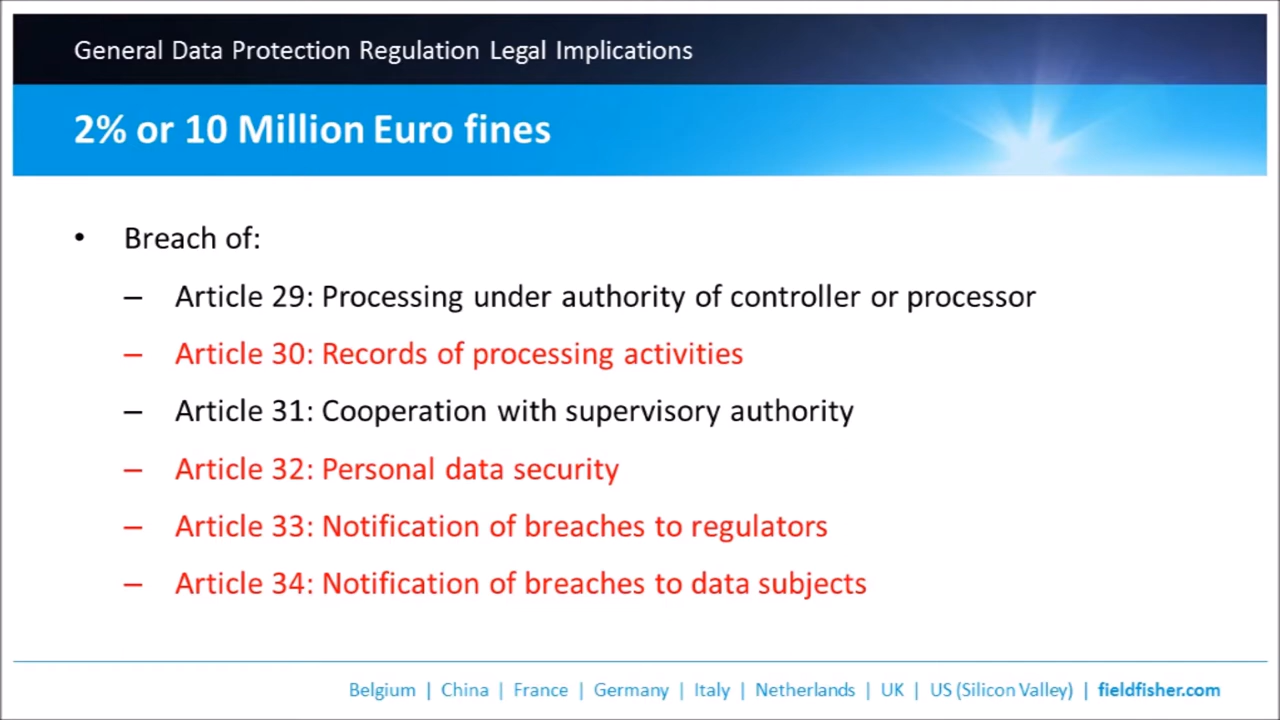 General Data Protection Regulation Legal Implications
2% or 10 Million Euro fines
• Breach of:
– Article 29: Processing under authority of controller or processor
– Article 30: Records of processing activities
– Article 31: Cooperation with supervisory authority
– Article 32: Personal data security
– Article 33: Notification of breaches to regulators
– Article 34: Notification of breaches to data subjects
Belgium | China | France | Germany | Italy | Netherlands | UK | US (Silicon Valley) | fieldfisher.com